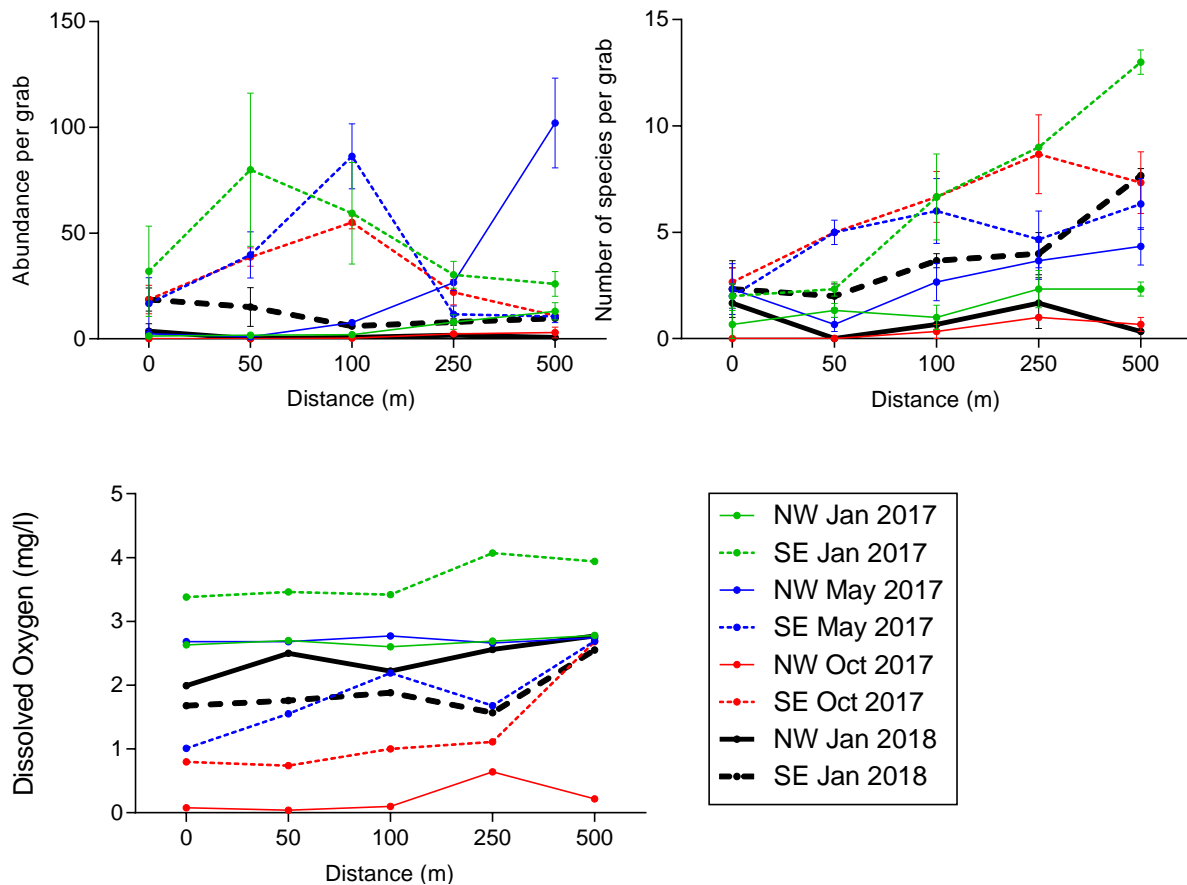 Abundance per grab
150
100
50
0
0 50 100 250 500
Distance (m)
Number of species per grab
15
10
5
0
0 50 100 250 500
Distance (m)
Dissolved Oxygen (mg/l)
5
4
3
2
1
0
0 50 100 250 500
Distance (m)
NW Jan 2017
SE Jan 2017
NW May 2017
SE May 2017
NW Oct 2017
SE Oct 2017
NW Jan 2018
SE Jan 2018